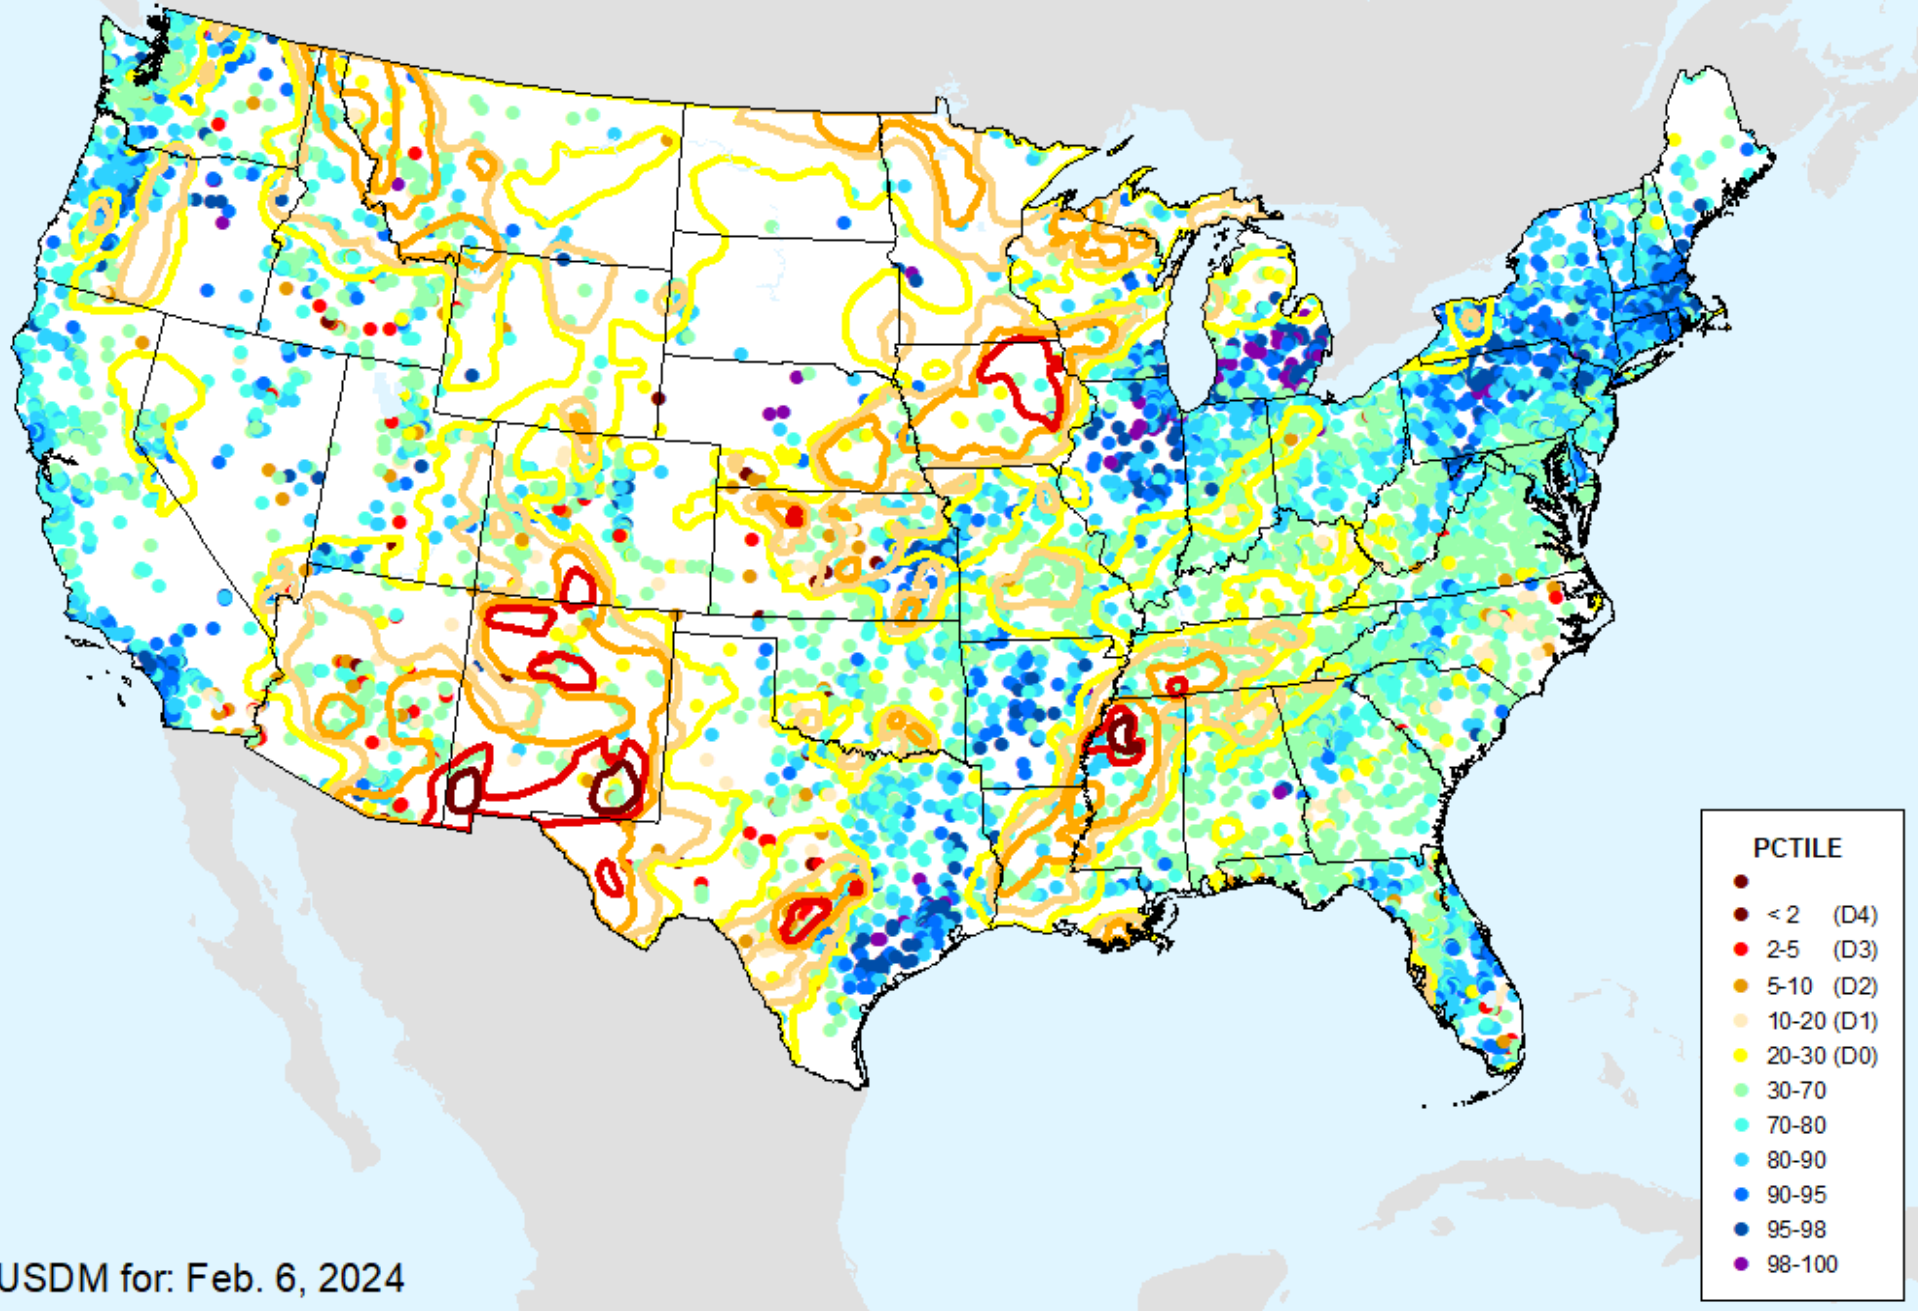 PCTILE
< 2 (D4)
2-5 (D3)
5-10 (D2)
10-20 (D1)
20-30 (D0)
30-70
70-80
80-90
90-95
95-98
98-100
USDM for: Feb. 6, 2024